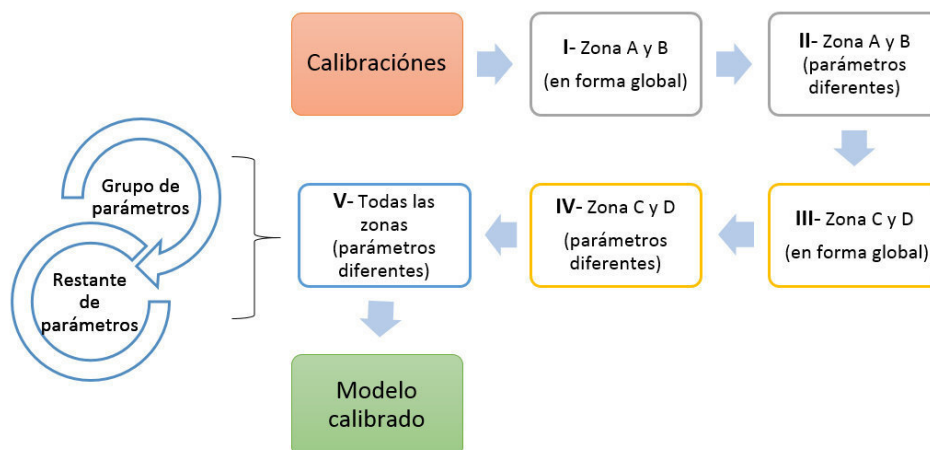 Calibraciónes
I- Zona A y B
(en forma global)
II- Zona A y B
(parámetros
diferentes)
III- Zona C y D
(en forma global)
IV- Zona C y D
(parámetros
diferentes)
V- Todas las
zonas
(parámetros
diferentes)
Grupo de
parámetros
Restante
de
parámetros
Modelo
calibrado